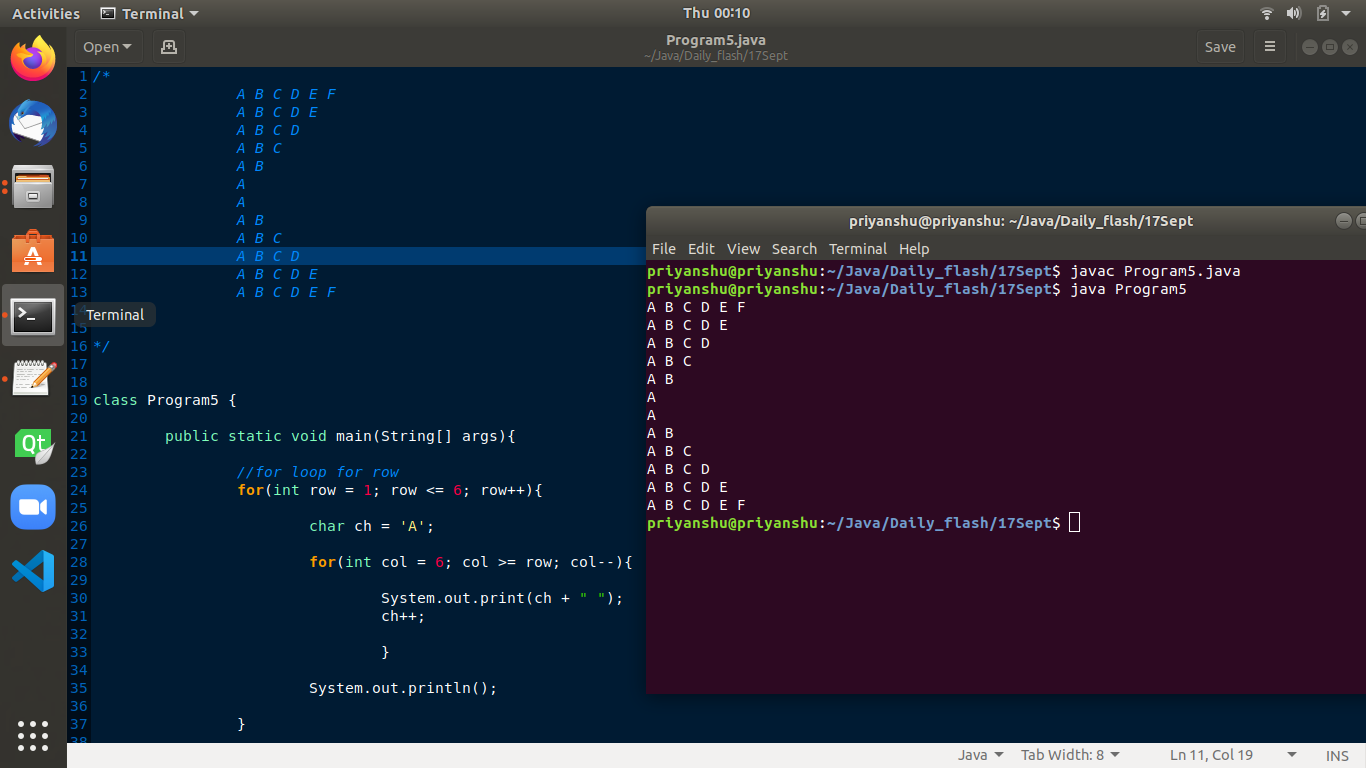 Activities Terminal Thu 00:10
Open Program5.java Save
~/Java/Daily_flash/17Sept
1 /*
2 A B C D E F
3 A B C D E
4 A B C D
5 A B C
6 A B
7 A
8 A
9 A B
10 A B C
11 A B C D
12 A B C D E
13 A B C D E F
Terminal
15
16 */
17
18
19 class Program5 {
20
21 public static void main(String[] args){
22
23 //for loop for row
24 for(int row = 1; row <= 6; row++){
25
26 char ch = 'A';
27
28 for(int col = 6; col >= row; col--){
29
30 System.out.print(ch + " ");
31 ch++;
32
33 }
34
35 System.out.println();
36
37 }
38
priyanshu@priyanshu: ~/Java/Daily_flash/17Sept
File Edit View Search Terminal Help
priyanshu@priyanshu:~/Java/Daily_flash/17Sept$ javac Program5.java
priyanshu@priyanshu:~/Java/Daily_flash/17Sept$ java Program5
A B C D E F
A B C D E
A B C D
A B C
A B
A
A
A B
A B C
A B C D
A B C D E
A B C D E F
priyanshu@priyanshu:~/Java/Daily_flash/17Sept$
Qt
Java Tab Width: 8 Ln 11, Col 19 INS